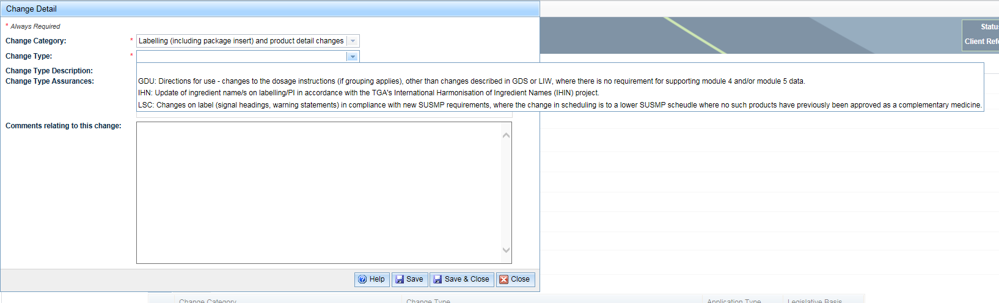 Change Detail
* Always Required
Status
Change Category: * Labelling (including package insert) and product detail changes
Client Refe
Change Type: *
Change Type Description:
Change Type Assurances:
GDU: Directions for use - changes to the dosage instructions (if grouping applies), other than changes described in GDS or LIW, where there is no requirement for supporting module 4 and/or module 5 data.
IHN: Update of ingredient name/s on labelling/PI in accordance with the TGA's International Harmonisation of Ingredient Names (IHIN) project.
LSC: Changes on label (signal headings, warning statements) in compliance with new SUSMP requirements, where the change in scheduling is to a lower SUSMP scheudle where no such products have previously been approved as a complementary medicine.
Comments relating to this change:
Help Save Save & Close Close
Change Category Change Type Application Type Legislative Basis